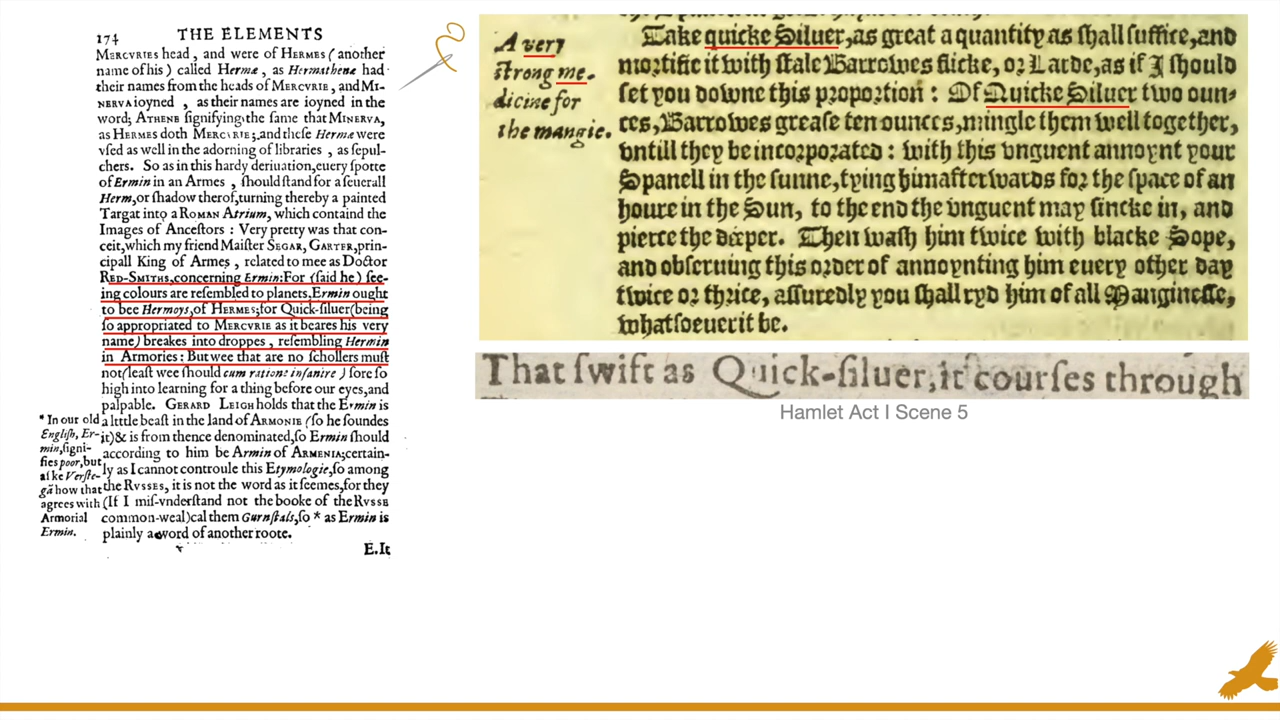 174 THE ELEMENTS
MERCVRIES head, and were of HERMES (another
name of his) called Hermæ, as Hermathenæ had
their names from the heads of MERCVRIE, and MI-
NERVA ioyned, as their names are ioyned in the
word; ATHENE signifying the same that MINERVA,
as HERMES doth MERCVRIE; and these Hermæ were
vsed as well in the adorning of libraries, as sepul-
chers. So as in this hardy deriuation, euery spotte
of Ermin in an Armes, should stand for a seuerall
Herm, or shadow therof, turning thereby a painted
Targat into a ROMAN Atrium, which containd the
Images of Ancestors: Very pretty was that con-
ceit, which my friend Maister SEGAR, GARTER, prin-
cipall King of Armes, related to mee as Doctor
RED-SMITHS, concerning Ermin: For (said he) see-
ing colours are resembled to planets, Ermin ought
to bee Hermoys, of HERMES; for Quick-siluer (being
so appropriated to MERCVRIE as it beares his very
name) breakes into droppes, resembling Hermin
in Armories: But wee that are no schollers must
not (least wee should cum ratione insanire) sore so
high into learning for a thing before our eyes, and
palpable. GERARD LEIGH holds that the Ermin is
a little beast in the land of ARMONIE (so he soundes
it) & is from thence denominated, so Ermin should
according to him be Armin of ARMENIA; certain-
ly as I cannot controule this Etymologie, so among
the RVSSES, it is not the word as it seemes, for they
(If I mis-vnderstand not the booke of the RVSSE
common-weal) cal them Gurnstals, so * as Ermin is
plainly a word of another roote.
E.It
* In our old
English, Er-
min, signi-
fies poor, but
aske Verste-
gā how that
agrees with
Armorial
Ermin.
A very
strong me-
dicine for
the mangie.
Take quicke Siluer, as great a quantity as shall suffice, and
mortifie it with stale Barrowes flicke, or Larde, as if I should
set you downe this proportion: Of Quicke Siluer two oun-
ces, Barrowes grease ten ounces, mingle them well together,
vntill they be incorporated: with this vnguent annoynt your
Spanell in the sunne, tying him afterwards for the space of an
houre in the Sun, to the end the vnguent may sincke in, and
pierce the déeper. Then wash him twice with blacke Sope,
and obseruing this order of annoynting him euery other day
twice or thrice, assuredly you shall ryd him of all Manginesse,
whatsoeuer it be.
That swift as Quick-siluer, it courses through
Hamlet Act I Scene 5